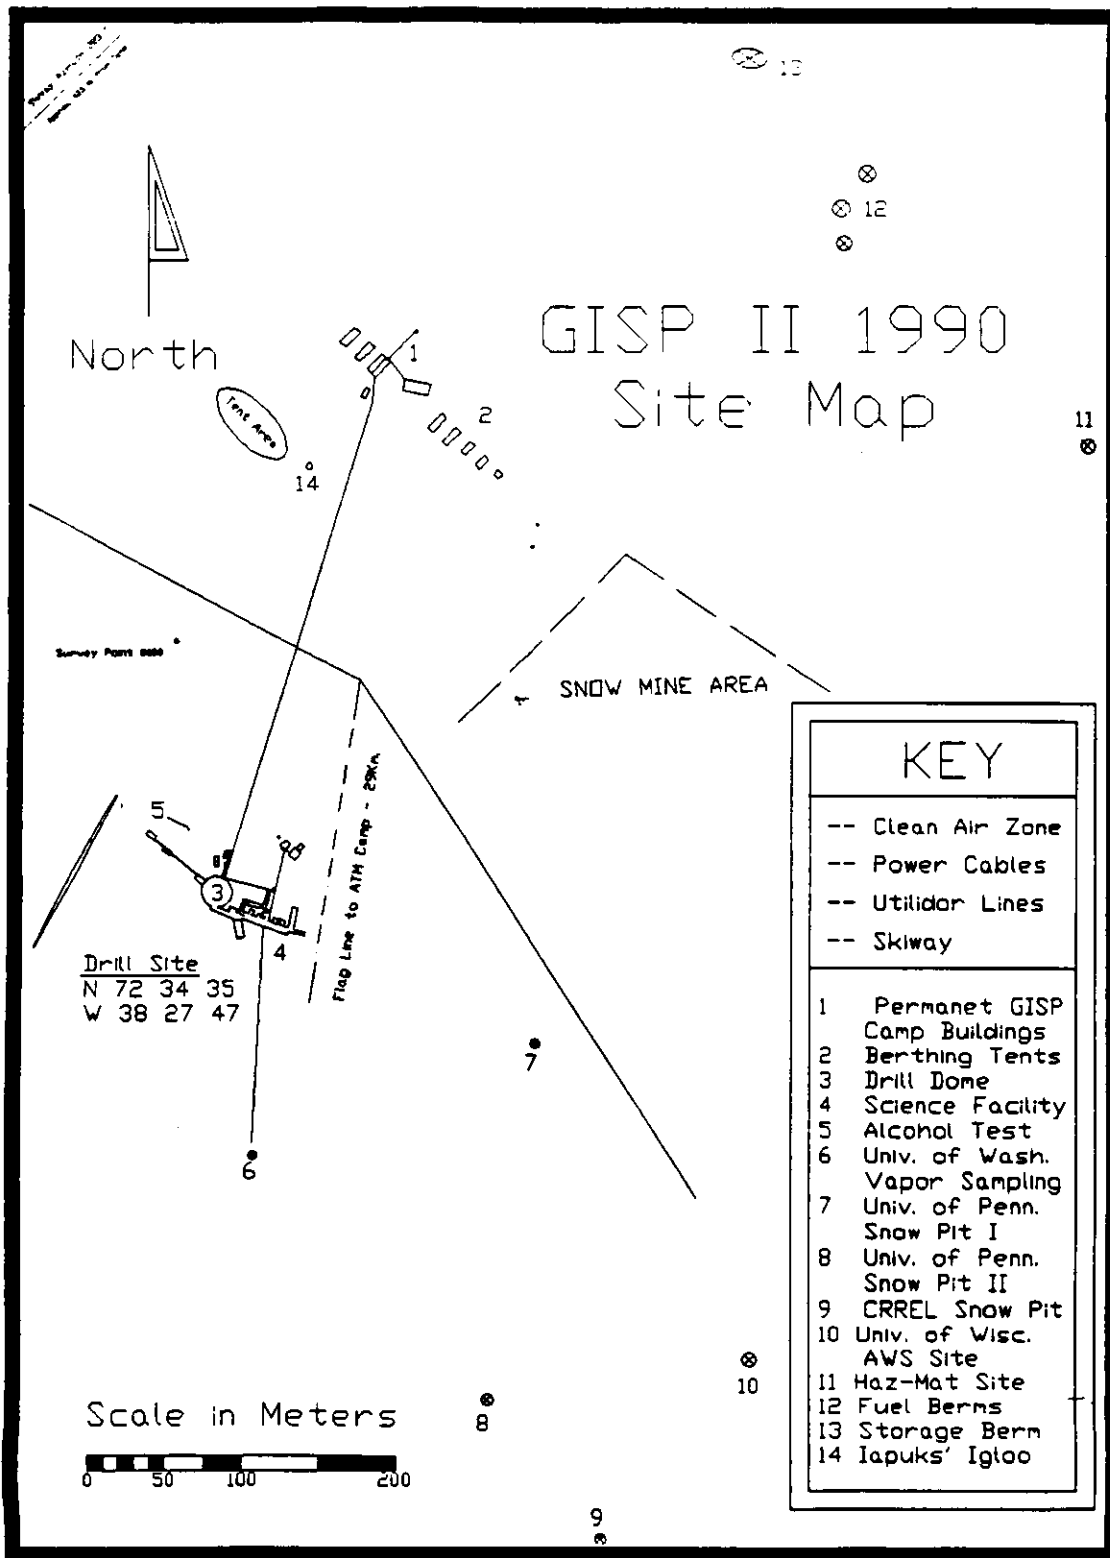 13
12
GISP II 1990
Site Map
North
1
2
Tent Area
14
11
Survey Point
SNOW MINE AREA
5
3
4
Flag Line to ATM Camp - 29Km.
Drill Site
N 72 34 35
W 38 27 47
7
6
10
8
9
Scale in Meters
0 50 100 200
KEY
-- Clean Air Zone
-- Power Cables
-- Utilidor Lines
-- Skiway
1 Permanet GISP
Camp Buildings
2 Berthing Tents
3 Drill Dome
4 Science Facility
5 Alcohol Test
6 Univ. of Wash.
Vapor Sampling
7 Univ. of Penn.
Snow Pit I
8 Univ. of Penn.
Snow Pit II
9 CRREL Snow Pit
10 Univ. of Wisc.
AWS Site
11 Haz-Mat Site
12 Fuel Berms
13 Storage Berm
14 Iapuks' Igloo